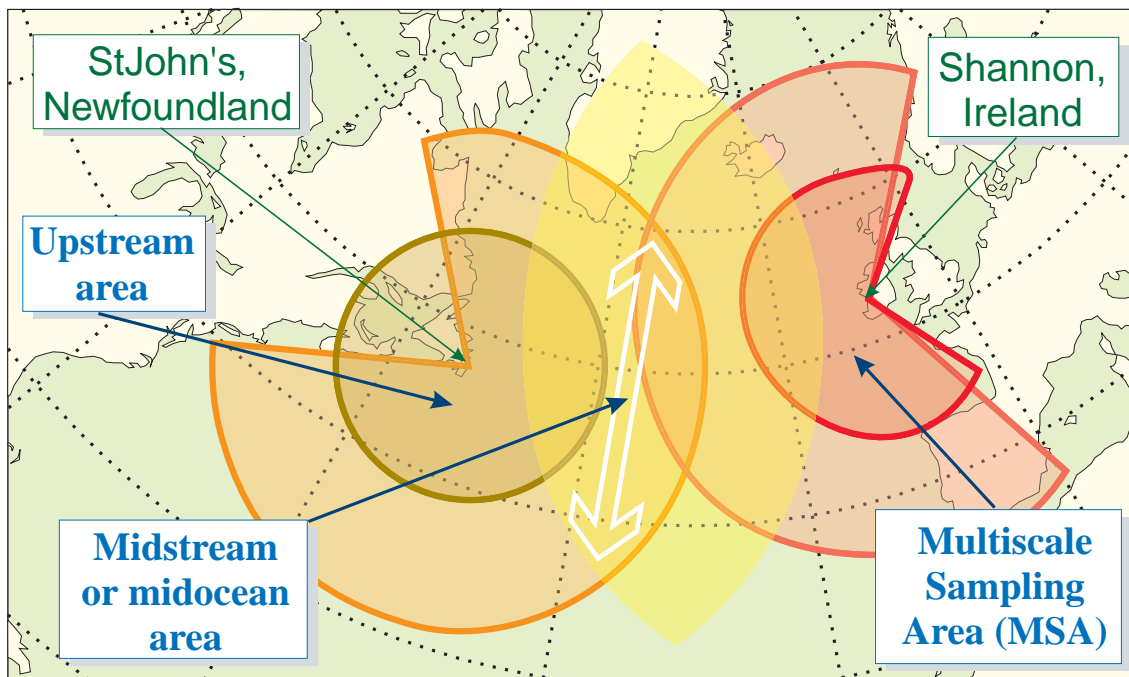 StJohn's,
Newfoundland
Shannon,
Ireland
Upstream
area
Midstream
or midocean
area
Multiscale
Sampling
Area (MSA)